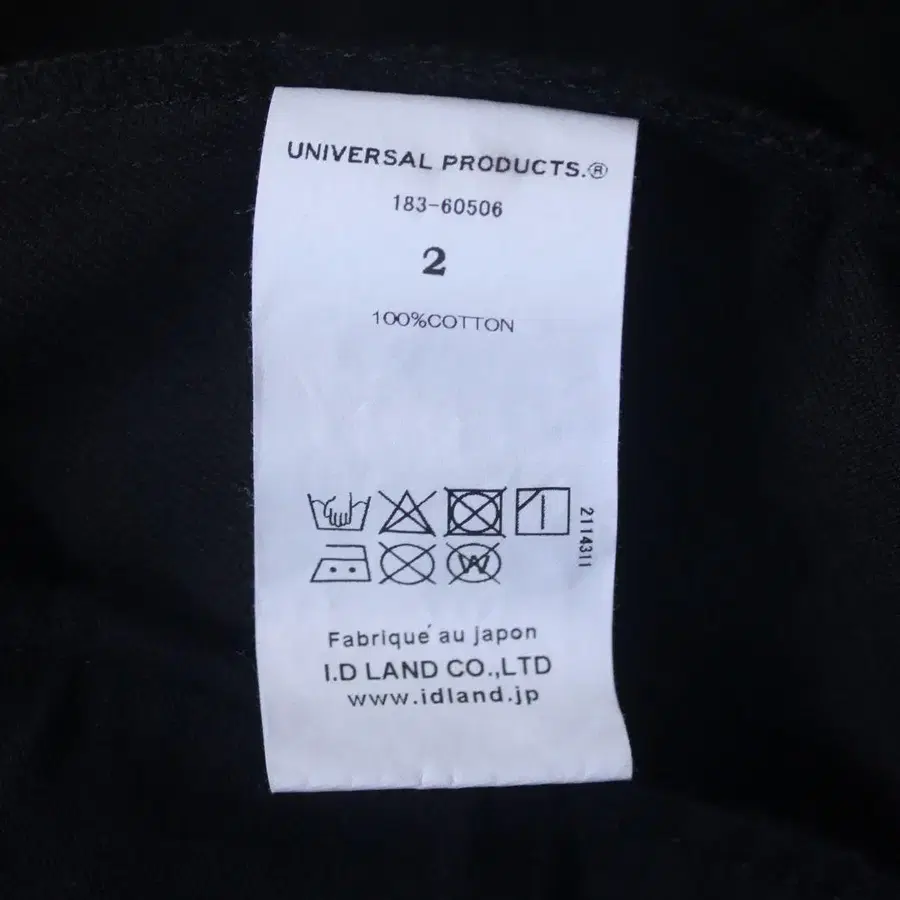 UNIVERSAL PRODUCTS.®
183-60506
2
100%COTTON
2114311
W
Fabriqué au japon
I.D LAND CO.,LTD
www.idland.jp